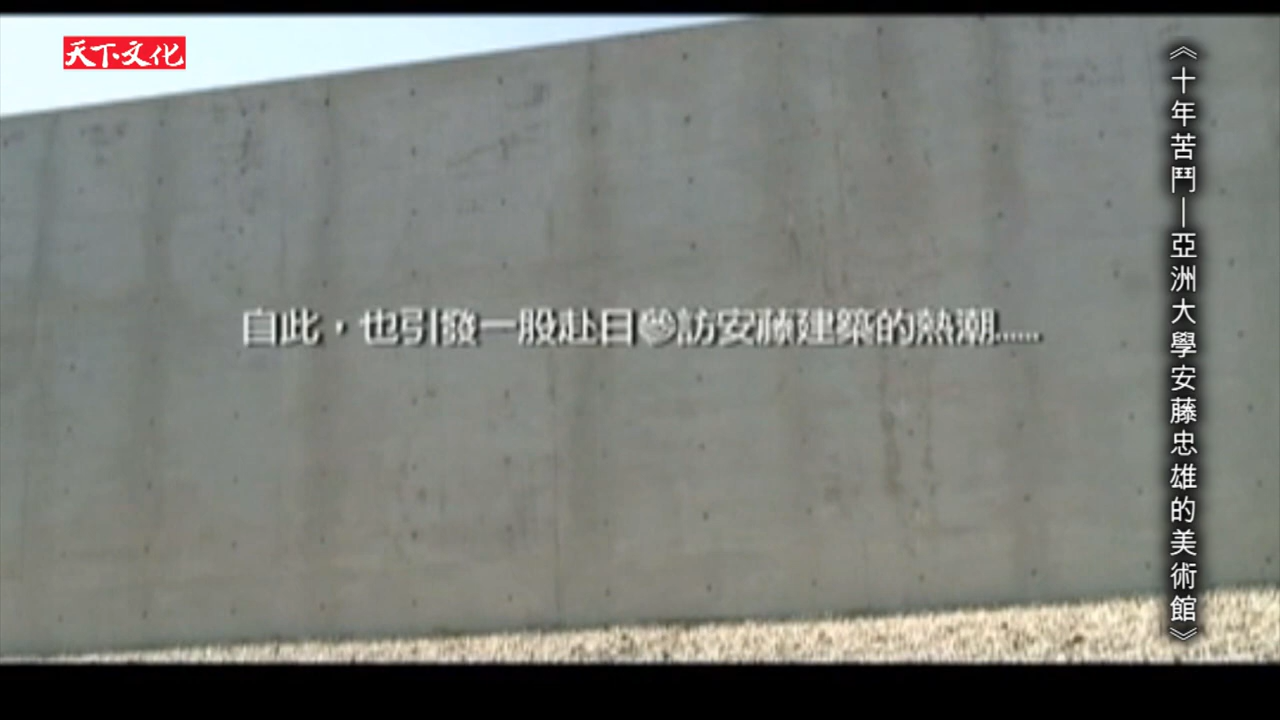 天下文化
自此，也引發一股赴日參訪安藤建築的熱潮.....
《十年苦鬥—亞洲大學安藤忠雄的美術館》